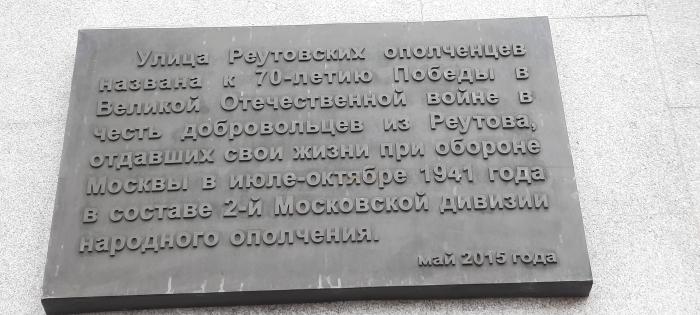 Улица Реутовских ополченцев
названа к 70-летию Победы в
Великой Отечественной войне в
честь добровольцев из Реутова,
отдавших свои жизни при обороне
Москвы в июле-октябре 1941 года
в составе 2-й Московской дивизии
народного ополчения.
май 2015 года